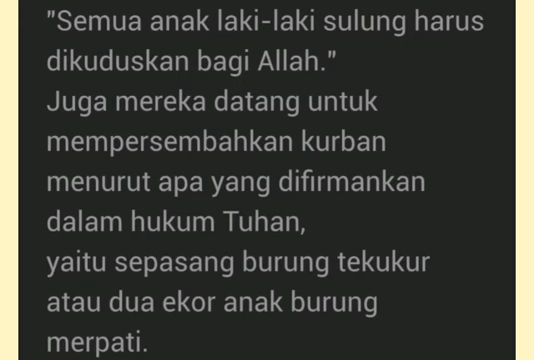 "Semua anak laki-laki sulung harus
dikuduskan bagi Allah."
Juga mereka datang untuk
mempersembahkan kurban
menurut apa yang difirmankan
dalam hukum Tuhan,
yaitu sepasang burung tekukur
atau dua ekor anak burung
merpati.